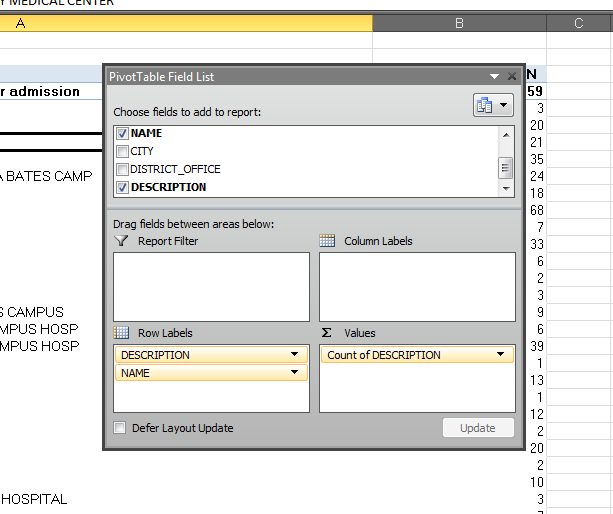 Y MEDICAL CENTER
A B C
PivotTable Field List
N
r admission 59
Choose fields to add to report:
3
NAME 20
CITY 21
DISTRICT_OFFICE 35
A BATES CAMP 24
DESCRIPTION 18
68
Drag fields between areas below: 7
Report Filter Column Labels 33
6
2
3
S CAMPUS 9
MPUS HOSP 6
Row Labels Σ Values
MPUS HOSP 39
DESCRIPTION Count of DESCRIPTION 1
NAME 13
1
12
Defer Layout Update Update 2
20
2
10
HOSPITAL 3